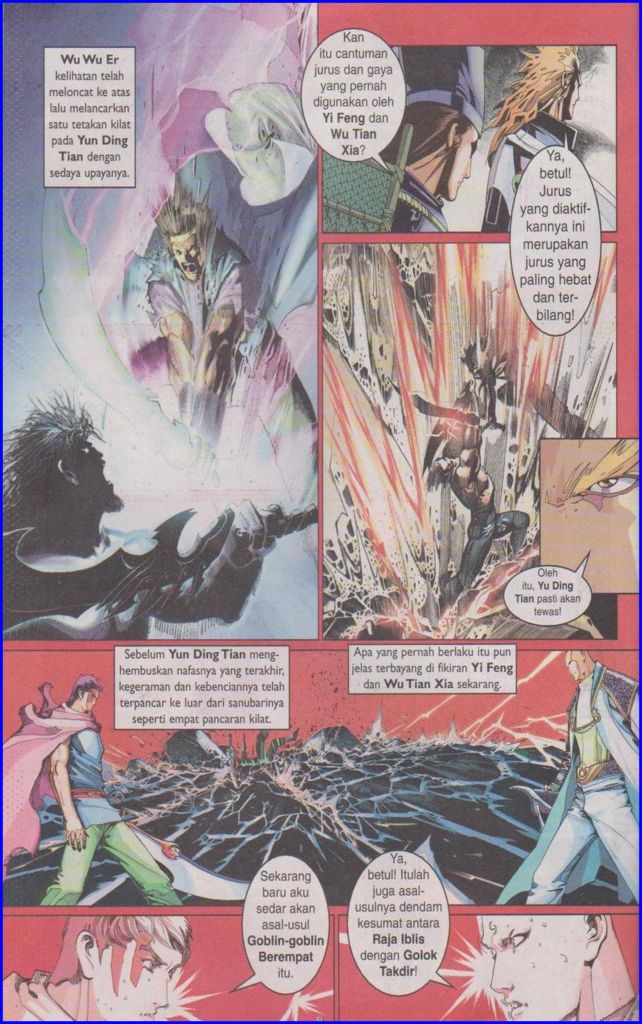 Wu Wu Er
kelihatan telah
meloncat ke atas
lalu melancarkan
satu tetakan kilat
pada Yun Ding
Tian dengan
sedaya upayanya.
Kan
itu cantuman
jurus dan gaya
yang pernah
digunakan oleh
Yi Feng dan
Wu Tian
Xia?
Ya,
betul!
Jurus
yang diaktif-
kannya ini
merupakan
jurus yang
paling hebat
dan ter-
bilang!
Oleh
itu, Yu Ding
Tian pasti akan
tewas!
Sebelum Yun Ding Tian meng-
hembuskan nafasnya yang terakhir,
kegeraman dan kebenciannya telah
terpancar ke luar dari sanubarinya
seperti empat pancaran kilat.
Apa yang pernah berlaku itu pun
jelas terbayang di fikiran Yi Feng
dan Wu Tian Xia sekarang.
Sekarang
baru aku
sedar akan
asal-usul
Goblin-goblin
Berempat
itu.
Ya,
betul! Itulah
juga asal-
usulnya dendam
kesumat antara
Raja Iblis
dengan Golok
Takdir!